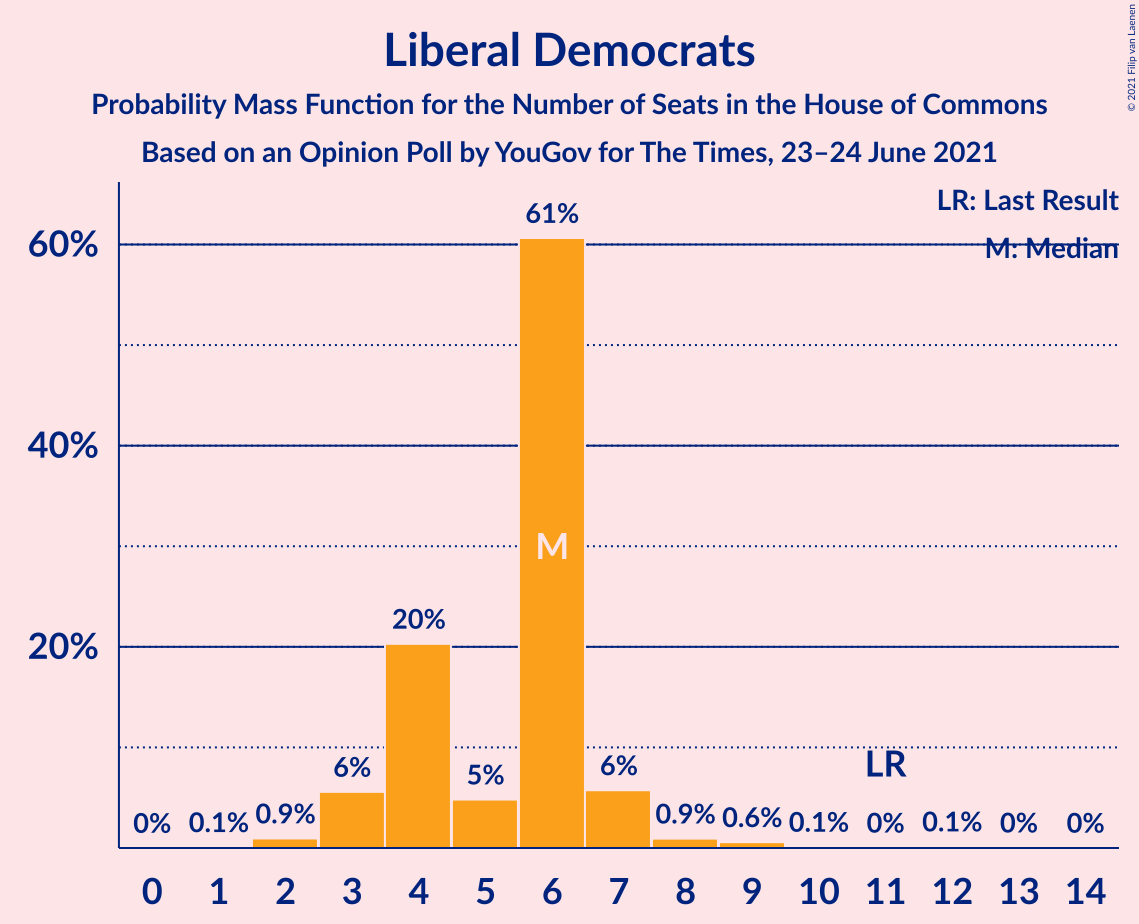 Liberal Democrats
Probability Mass Function for the Number of Seats in the House of Commons
Based on an Opinion Poll by YouGov for The Times, 23–24 June 2021
© 2021 Filip van Laenen
LR: Last Result
M: Median
60%
40%
20%
0% 0.1% 0.9% 6% 20% 5% 61% 6% 0.9% 0.6% 0.1% 0% 0.1% 0% 0%
M
LR
0 1 2 3 4 5 6 7 8 9 10 11 12 13 14